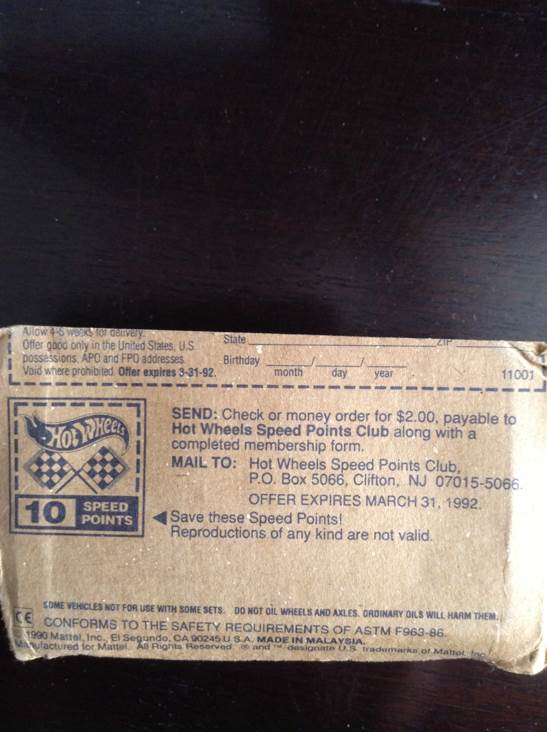 Allow 4-6 weeks for delivery.
Offer good only in the United States, U.S.
possessions, APO and FPO addresses.
Void where prohibited. Offer expires 3-31-92.
State ZIP
Birthday / /
month day year
11001
HOT WHEELS
10 SPEED
POINTS
SEND: Check or money order for $2.00, payable to
Hot Wheels Speed Points Club along with a
completed membership form.
MAIL TO: Hot Wheels Speed Points Club,
P.O. Box 5066, Clifton, NJ 07015-5066.
OFFER EXPIRES MARCH 31, 1992.
Save these Speed Points!
Reproductions of any kind are not valid.
SOME VEHICLES NOT FOR USE WITH SOME SETS. DO NOT OIL WHEELS AND AXLES. ORDINARY OILS WILL HARM THEM.
CE CONFORMS TO THE SAFETY REQUIREMENTS OF ASTM F963-86.
1990 Mattel, Inc., El Segundo, CA 90245 U.S.A. MADE IN MALAYSIA.
Manufactured for Mattel. All Rights Reserved. ® and ™ designate U.S. trademarks of Mattel, Inc.